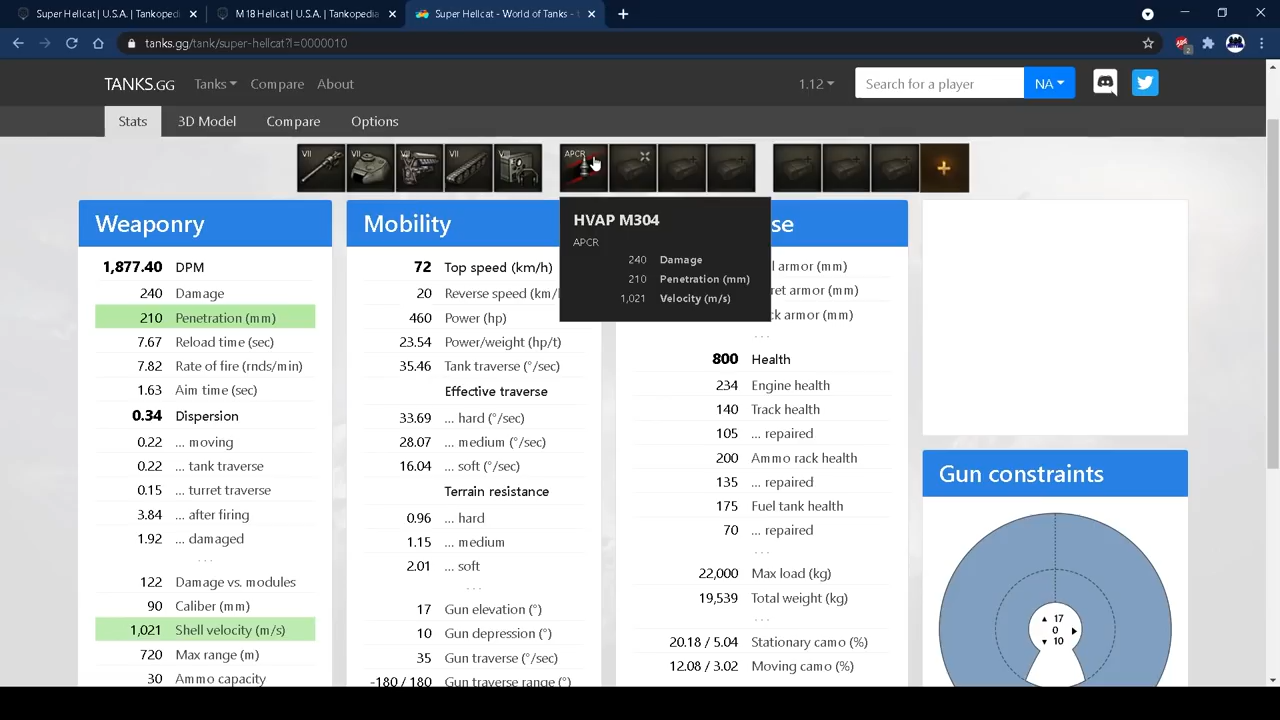 Super Hellcat | U.S.A. | Tankopedi
M18 Hellcat | U.S.A. | Tankopedia
Super Hellcat - World of Tanks - t
tanks.gg/tank/super-hellcat?l=0000010
TANKS.GG
Tanks
Compare
About
1.12
Search for a player
NA
Stats
3D Model
Compare
Options
VII
VII
VII
APCR
HVAP M304
APCR
240 Damage
210 Penetration (mm)
1,021 Velocity (m/s)
Weaponry
1,877.40 DPM
240 Damage
210 Penetration (mm)
7.67 Reload time (sec)
7.82 Rate of fire (rnds/min)
1.63 Aim time (sec)
0.34 Dispersion
0.22 ... moving
0.22 ... tank traverse
0.15 ... turret traverse
3.84 ... after firing
1.92 ... damaged
...
122 Damage vs. modules
90 Caliber (mm)
1,021 Shell velocity (m/s)
720 Max range (m)
30 Ammo capacity
Mobility
72 Top speed (km/h)
20 Reverse speed (km/
460 Power (hp)
23.54 Power/weight (hp/t)
35.46 Tank traverse (°/sec)
Effective traverse
33.69 ... hard (°/sec)
28.07 ... medium (°/sec)
16.04 ... soft (°/sec)
Terrain resistance
0.96 ... hard
1.15 ... medium
2.01 ... soft
...
17 Gun elevation (°)
10 Gun depression (°)
35 Gun traverse (°/sec)
-180 / 180 Gun traverse range (°)
se
l armor (mm)
ret armor (mm)
ck armor (mm)
...
800 Health
234 Engine health
140 Track health
105 ... repaired
200 Ammo rack health
135 ... repaired
175 Fuel tank health
70 ... repaired
...
22,000 Max load (kg)
19,539 Total weight (kg)
...
20.18 / 5.04 Stationary camo (%)
12.08 / 3.02 Moving camo (%)
Gun constraints
▲ 17
0 ▶
▼ 10